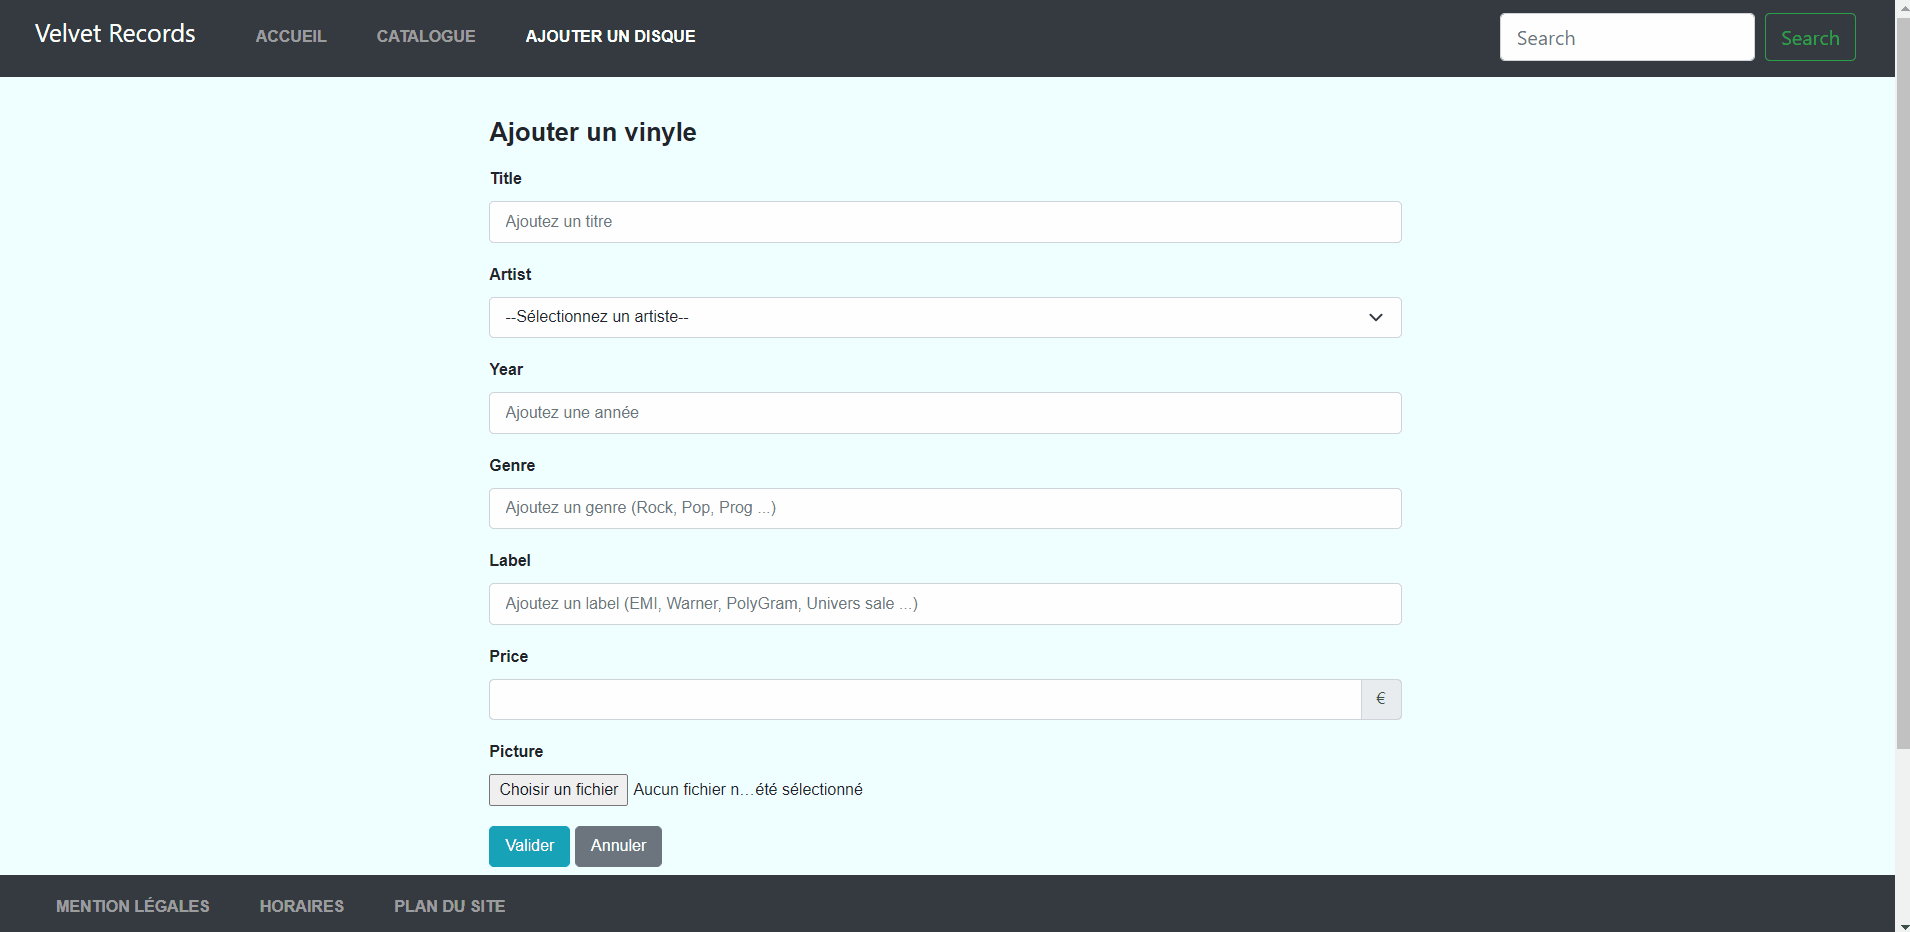 Velvet Records ACCUEIL CATALOGUE AJOUTER UN DISQUE Search Search
Ajouter un vinyle
Title
Ajoutez un titre
Artist
--Sélectionnez un artiste--
Year
Ajoutez une année
Genre
Ajoutez un genre (Rock, Pop, Prog ...)
Label
Ajoutez un label (EMI, Warner, PolyGram, Univers sale ...)
Price
€
Picture
Choisir un fichier Aucun fichier n…été sélectionné
Valider Annuler
MENTION LÉGALES HORAIRES PLAN DU SITE